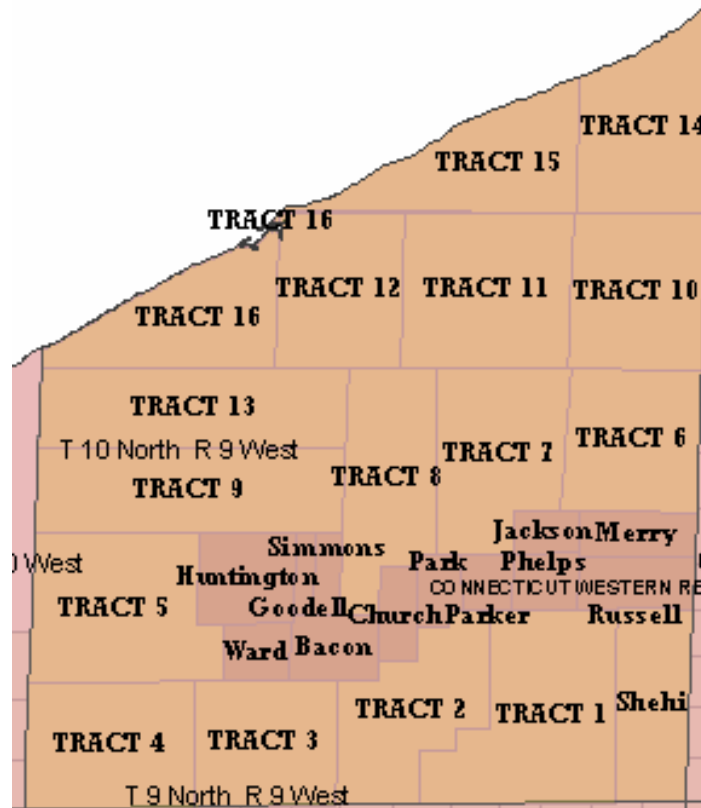 TRACT 14
TRACT 15
TRACT 16
TRACT 12
TRACT 11
TRACT 10
TRACT 16
TRACT 13
TRACT 6
T 10 North R 9 West
TRACT 7
TRACT 8
TRACT 9
Jackson
Merry
Simmons
Park
Phelps
West
Huntington
CONNECTICUT WESTERN RE
TRACT 5
Goodell
Church
Parker
Russell
Ward
Bacon
Shehi
TRACT 2
TRACT 1
TRACT 4
TRACT 3
T 9 North R 9 West